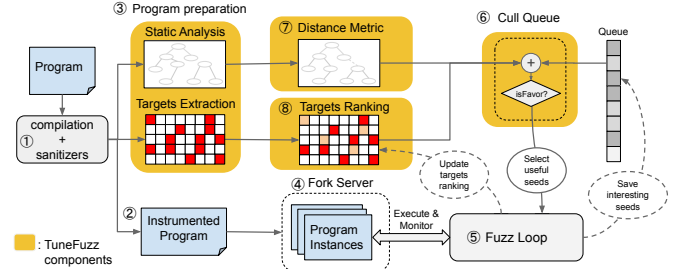 ③ Program preparation
Static Analysis
Targets Extraction
⑦ Distance Metric
⑧ Targets Ranking
⑥ Cull Queue
+
isFavor?
Queue
Program
①
compilation
+
sanitizers
Update
targets
ranking
Select
useful
seeds
Save
interesting
seeds
②
Instrumented
Program
④
Fork Server
Program
Instances
Execute &
Monitor
⑤ Fuzz Loop
: TuneFuzz
components